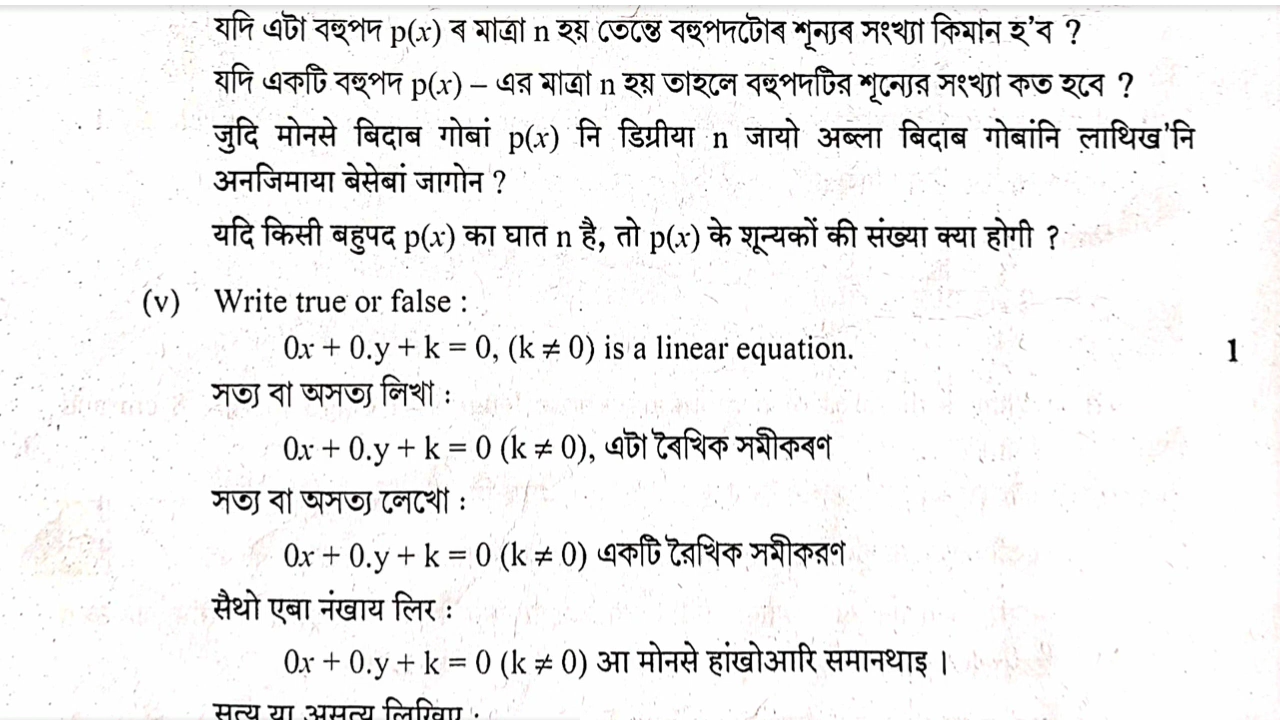 যদি এটা বহুপদ p(x) ৰ মাত্ৰা n হয় তেন্তে বহুপদটোৰ শূন্যৰ সংখ্যা কিমান হ'ব ?
যদি একটি বহুপদ p(x) – এর মাত্রা n হয় তাহলে বহুপদটির শূন্যের সংখ্যা কত হবে ?
जुदि मोनसे बिदाब गोबां p(x) नि डिग्रीया n जायो अब्ला बिदाब गोबांनि लाथिख'नि
अनजिमाया बेसेबां जागोन ?
यदि किसी बहुपद p(x) का घात n है, तो p(x) के शून्यकों की संख्या क्या होगी ?
(v) Write true or false :
0x + 0.y + k = 0, (k ≠ 0) is a linear equation. 1
সত্য বা অসত্য লিখা :
0x + 0.y + k = 0 (k ≠ 0), এটা ৰৈখিক সমীকৰণ
সত্য বা অসত্য লেখো :
0x + 0.y + k = 0 (k ≠ 0) একটি রৈখিক সমীকরণ
सैथो एबा नंखाय लिर :
0x + 0.y + k = 0 (k ≠ 0) आ मोनसे हांखोआरि समानथाइ ।
सत्य या असत्य लिखिए :